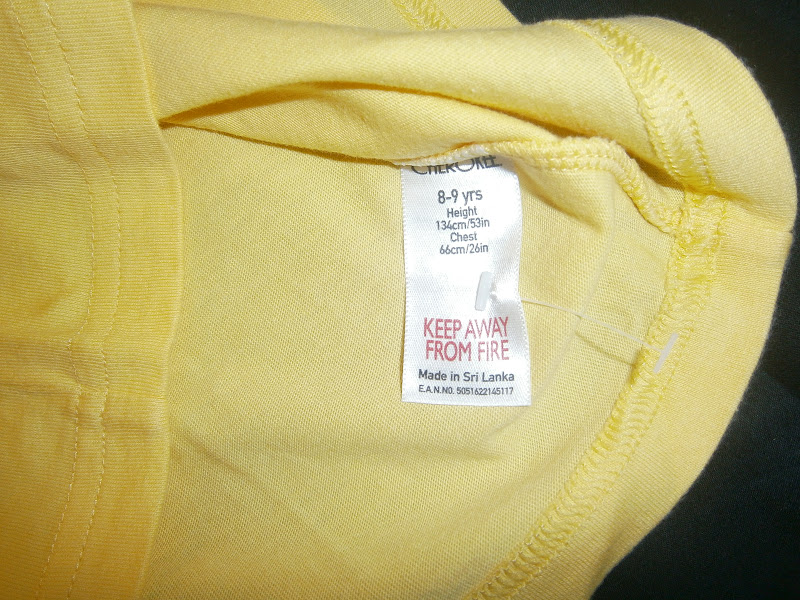 CHEROKEE
8-9 yrs
Height
134cm/53in
Chest
66cm/26in
KEEP AWAY
FROM FIRE
Made in Sri Lanka
E.A.N.NO. 5051622145117